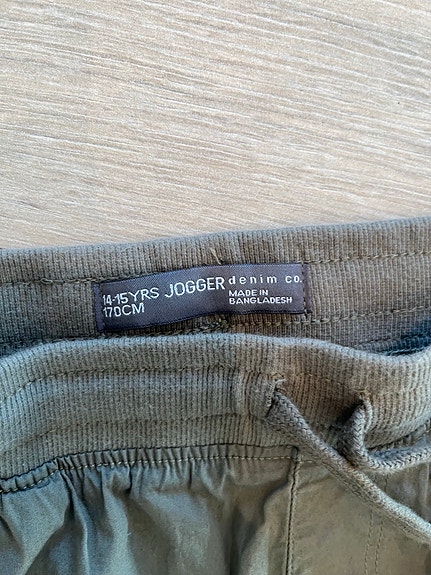 14-15YRS JOGGER denim co.
170CM MADE IN
BANGLADESH